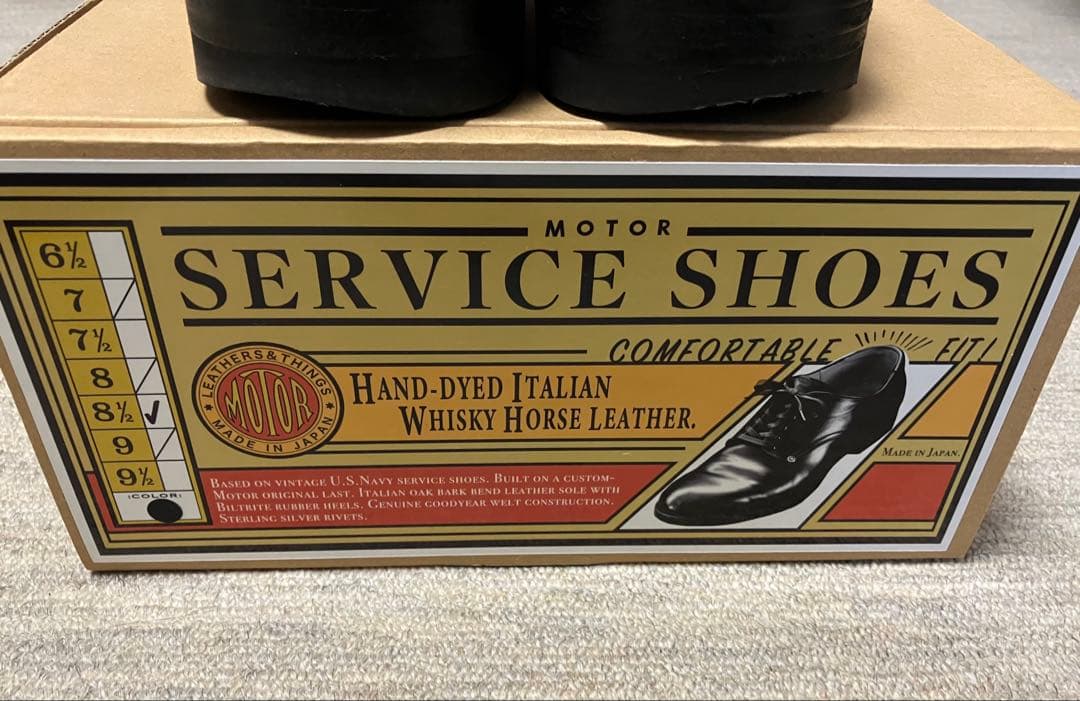 MOTOR
SERVICE SHOES
COMFORTABLE FIT!
6½
7
7½
8
8½ ✓
9
9½
:COLOR:
LEATHERS & THINGS
MOTOR
MADE IN JAPAN
HAND-DYED ITALIAN
WHISKY HORSE LEATHER.
MADE IN JAPAN.
BASED ON VINTAGE U.S.NAVY SERVICE SHOES. BUILT ON A CUSTOM-
MOTOR ORIGINAL LAST. ITALIAN OAK BARK BEND LEATHER SOLE WITH
BILTRITE RUBBER HEELS. GENUINE GOODYEAR WELT CONSTRUCTION.
STERLING SILVER RIVETS.